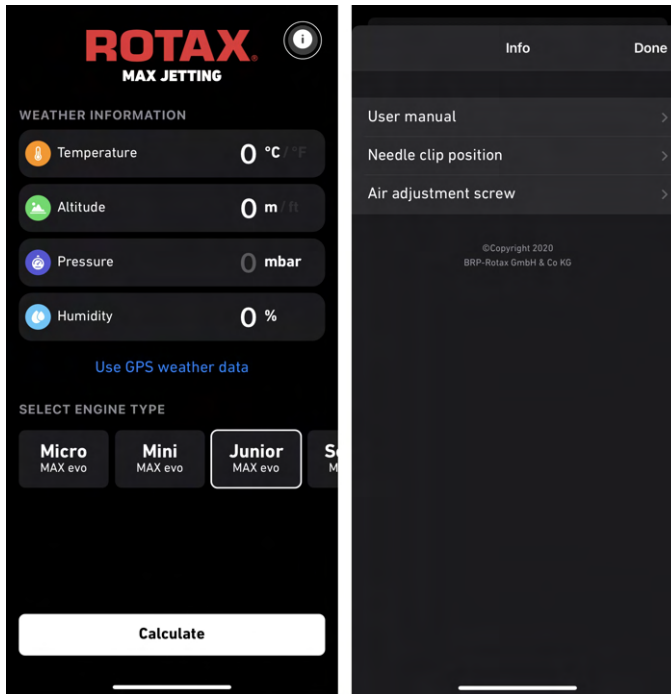 ROTAX®
MAX JETTING
WEATHER INFORMATION
Temperature 0 °C/°F
Altitude 0 m/ft
Pressure 0 mbar
Humidity 0 %
Use GPS weather data
SELECT ENGINE TYPE
Micro
MAX evo
Mini
MAX evo
Junior
MAX evo
Calculate
Info
Done
User manual
Needle clip position
Air adjustment screw
©Copyright 2020
BRP-Rotax GmbH & Co KG